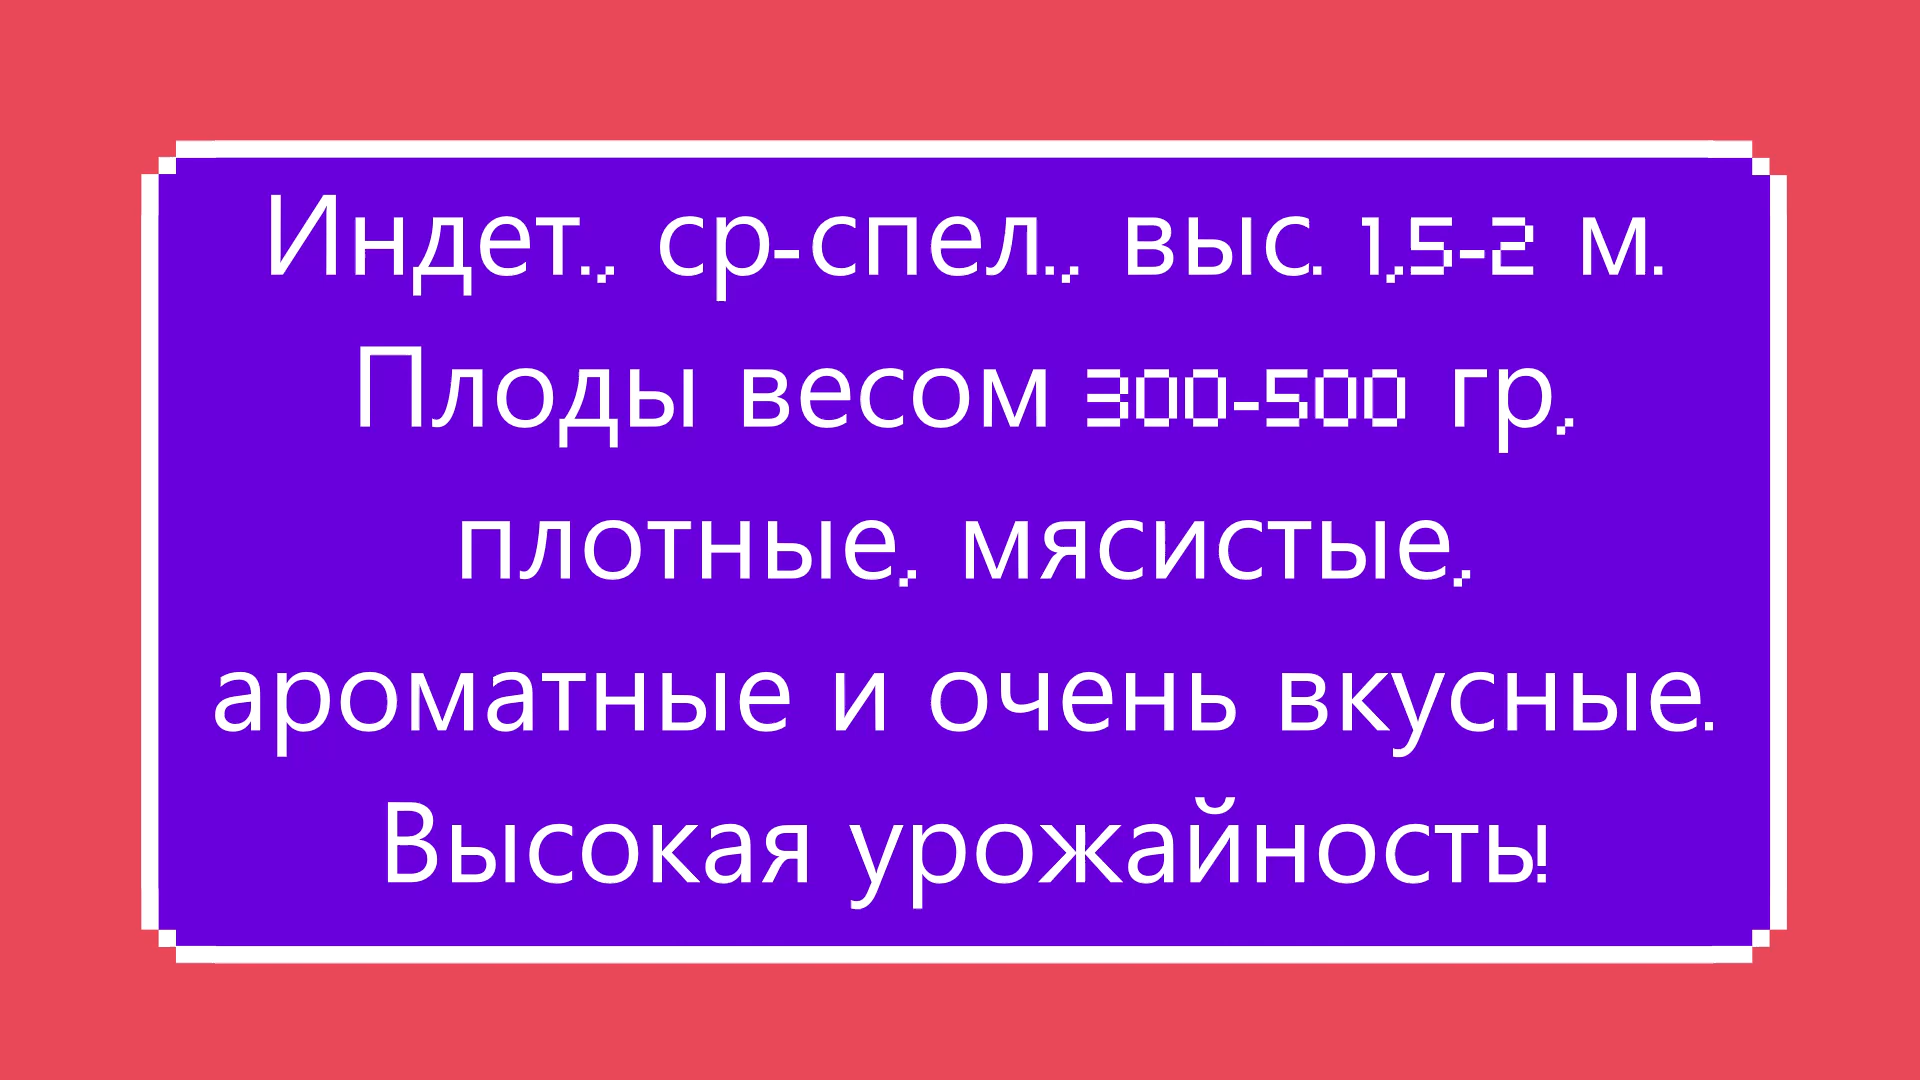 Индет., ср-спел., выс. 1,5-2 м.
Плоды весом 300-500 гр,
плотные, мясистые,
ароматные и очень вкусные.
Высокая урожайность!